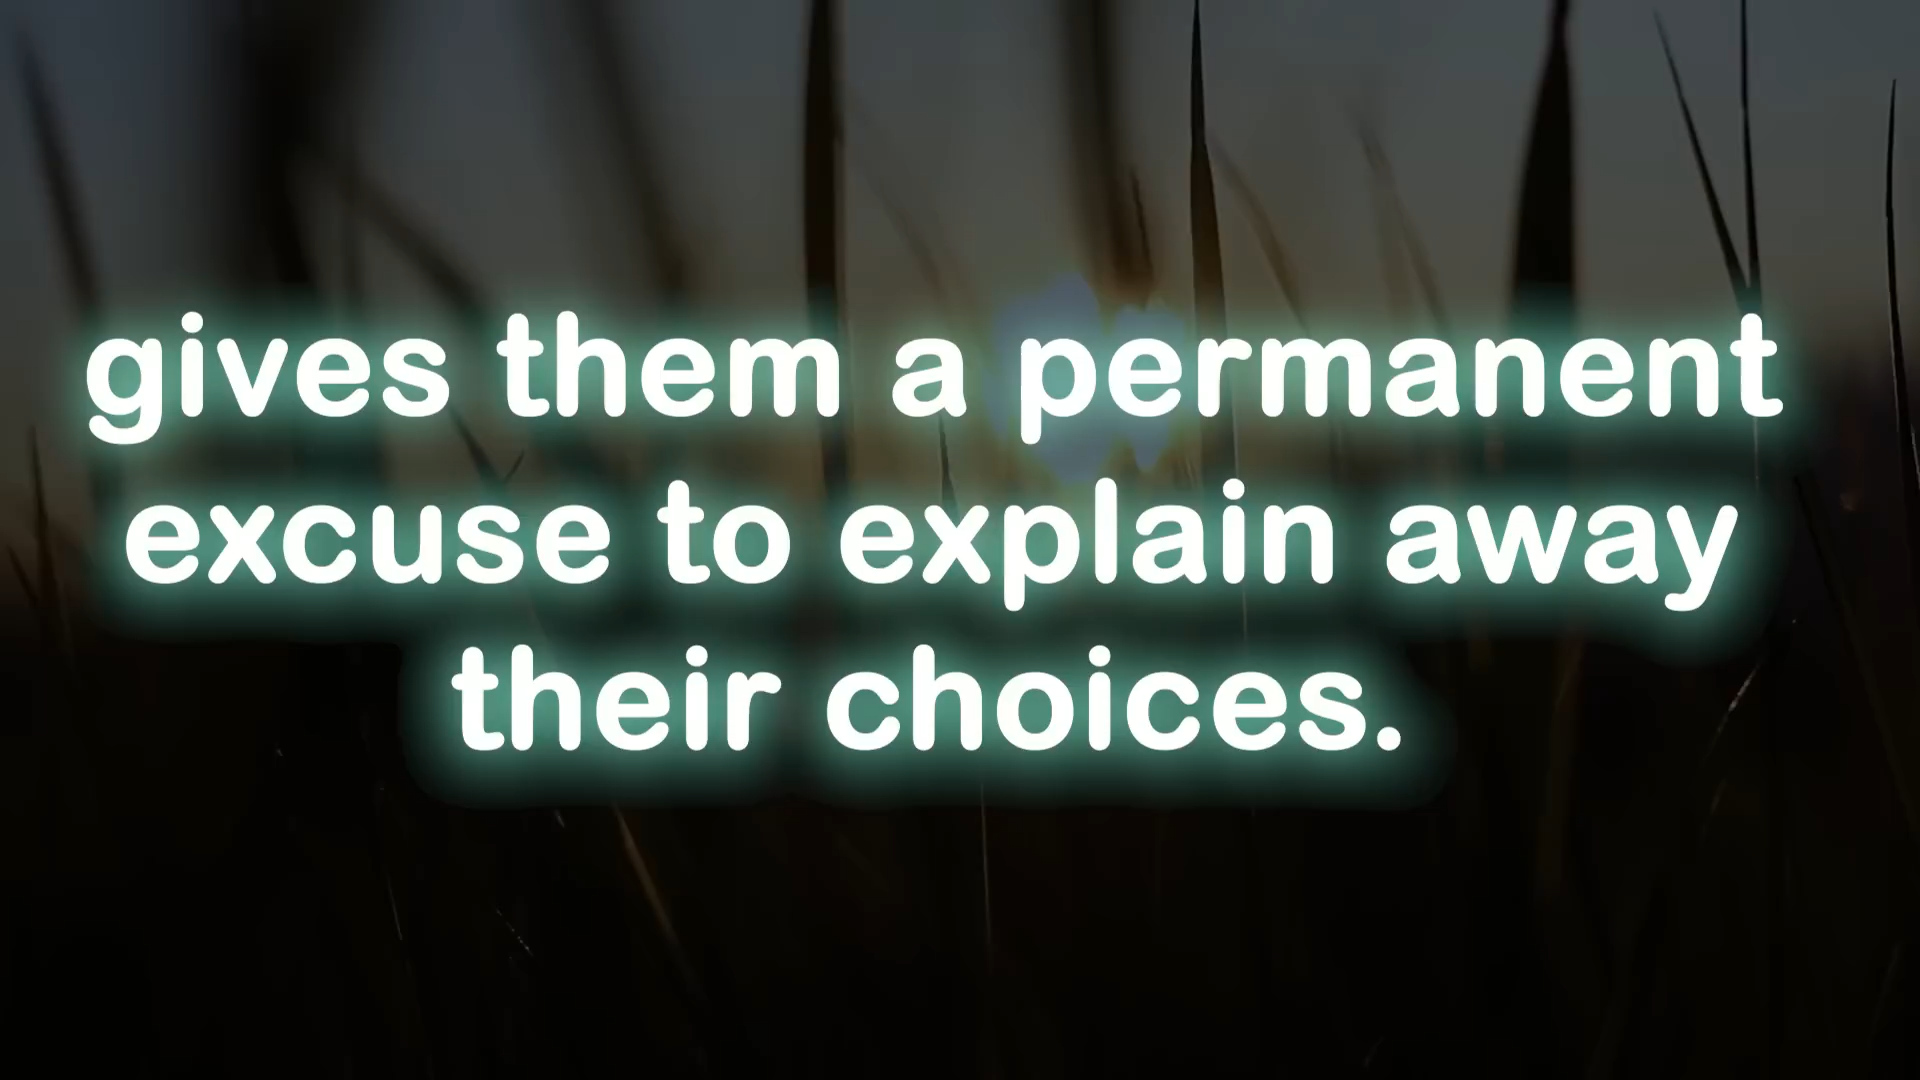 gives them a permanent
excuse to explain away
their choices.